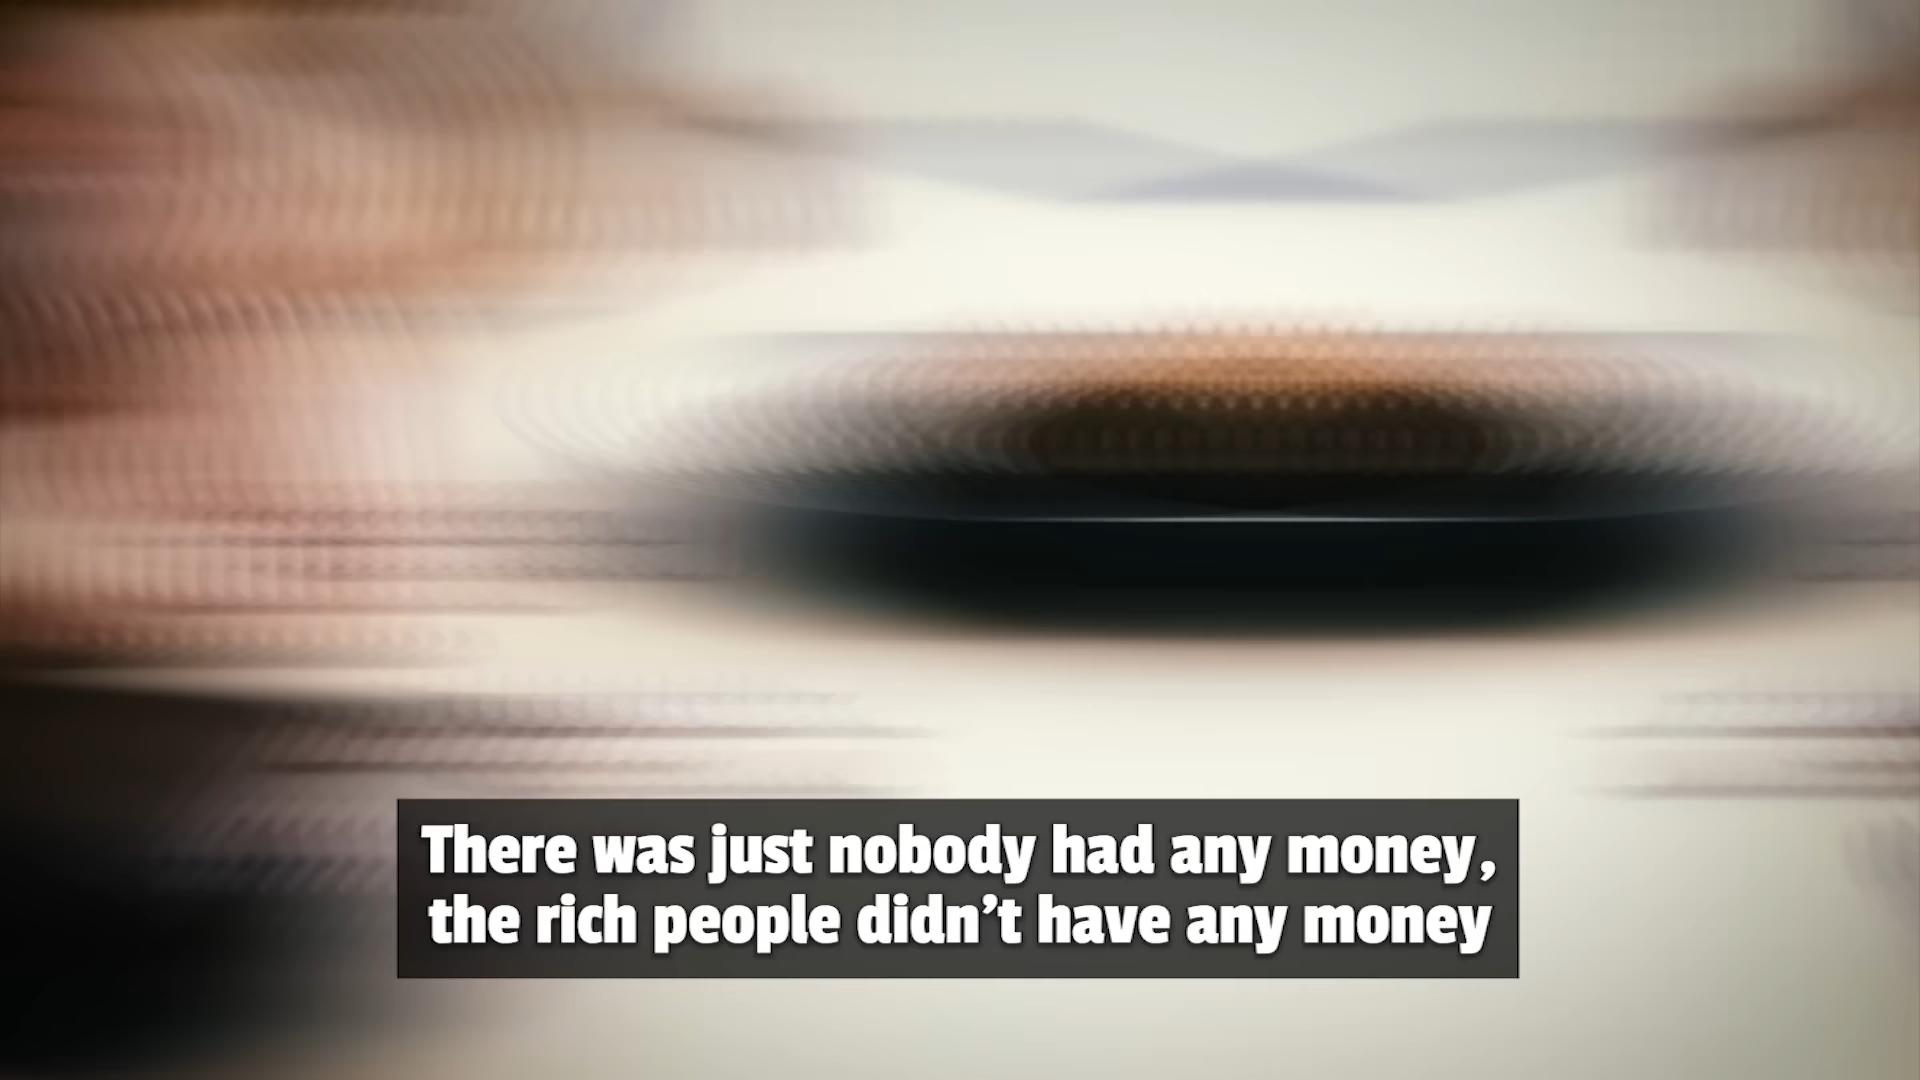 There was just nobody had any money,
the rich people didn’t have any money